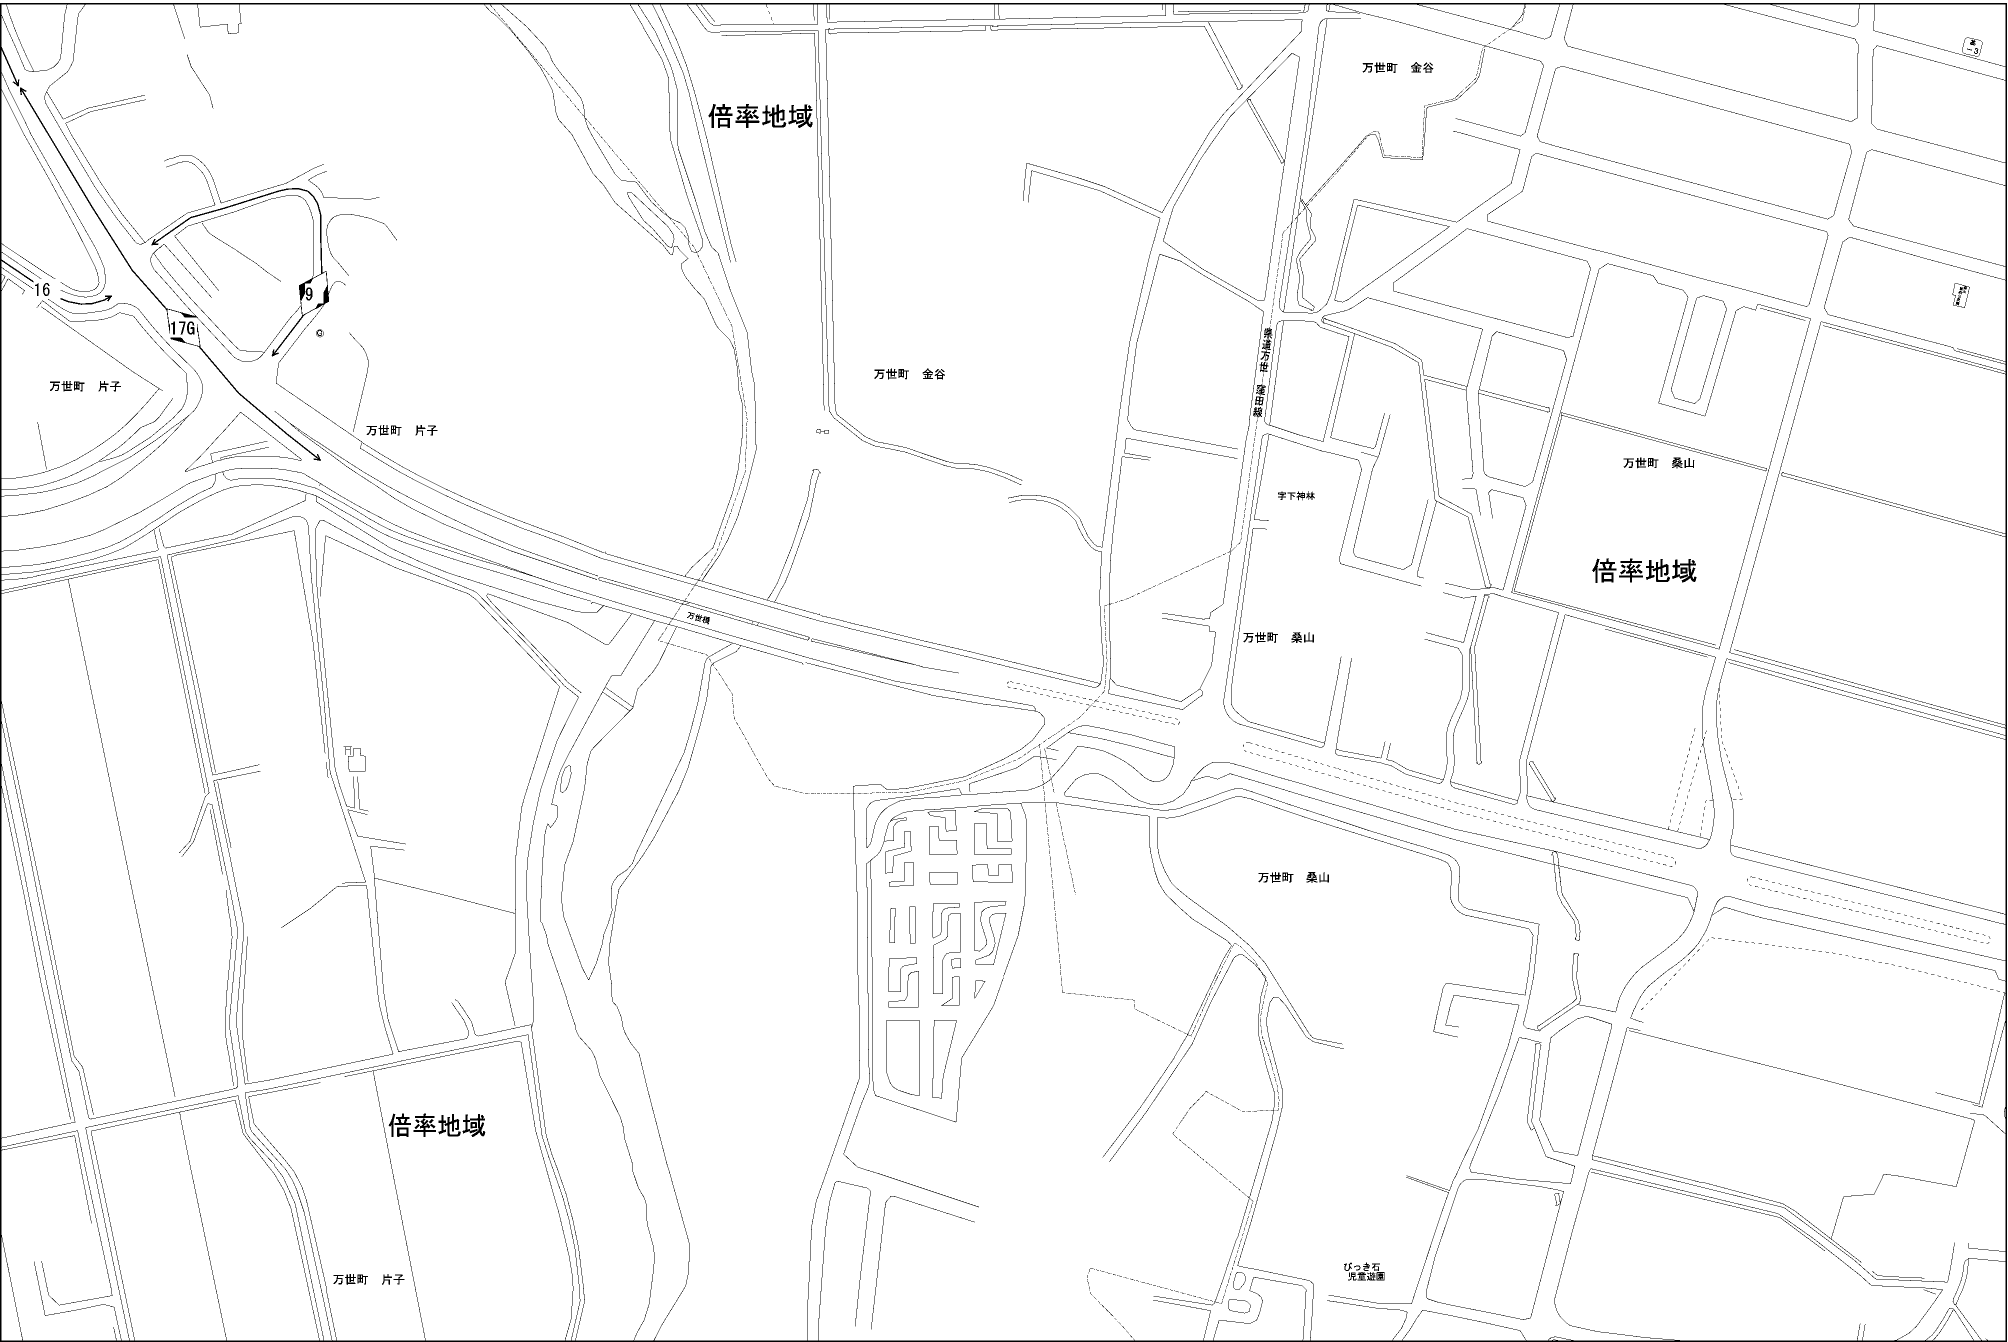 万世町　金谷
倍率地域
16
9
17G
県道万世　窪田線
万世町　金谷
万世町　片子
万世町　片子
万世町　桑山
字下神林
倍率地域
万世橋
万世町　桑山
万世町　桑山
倍率地域
びっき石
児童遊園
万世町　片子